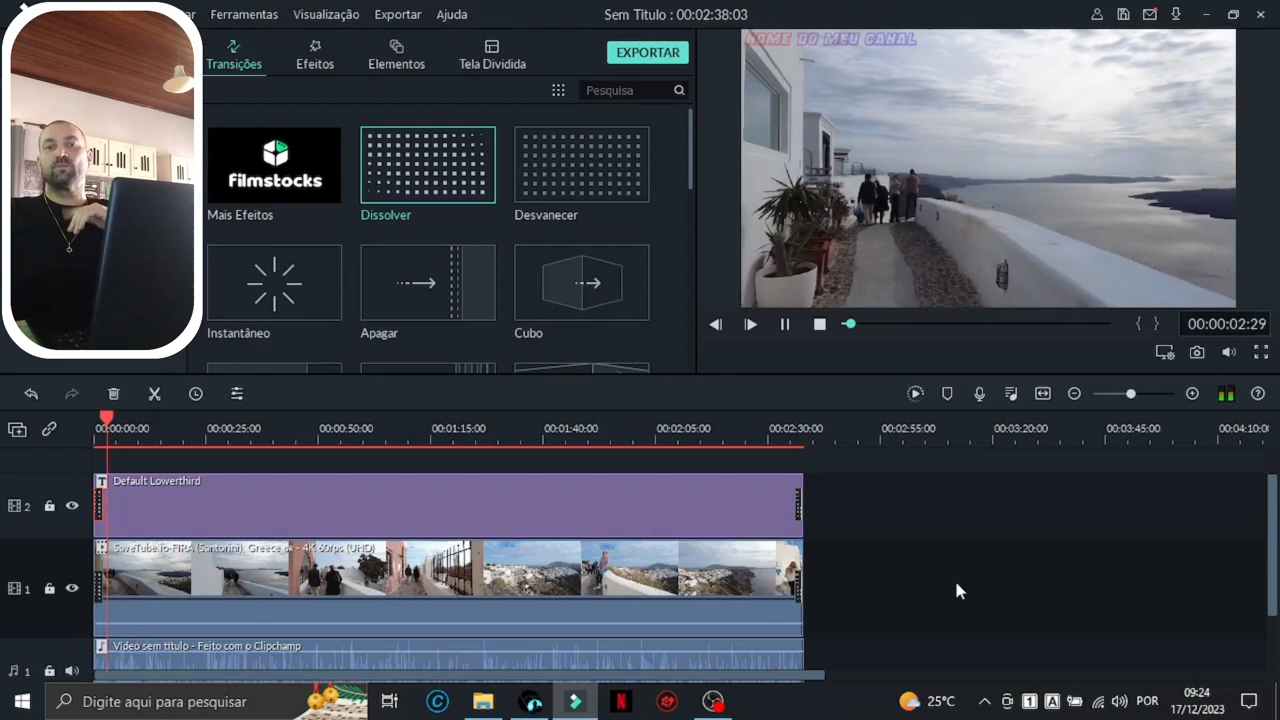 Ferramentas Visualização Exportar Ajuda Sem Titulo : 00:02:38:03
Transições Efeitos Elementos Tela Dividida EXPORTAR
Pesquisa
filmstocks
Mais Efeitos Dissolver Desvanecer
Instantâneo Apagar Cubo
NOME DO MEU CANAL
{ } 00:00:02:29
00:00:00:00 00:00:25:00 00:00:50:00 00:01:15:00 00:01:40:00 00:02:05:00 00:02:30:00 00:02:55:00 00:03:20:00 00:03:45:00 00:04:10:00
T Default Lowerthird
2
SaveTube.io-FIRA (Santorini), Greece - 4K 60fps (UHD)
1
Vídeo sem título - Feito com o Clipchamp
1
Digite aqui para pesquisar
25°C
POR
09:24
17/12/2023